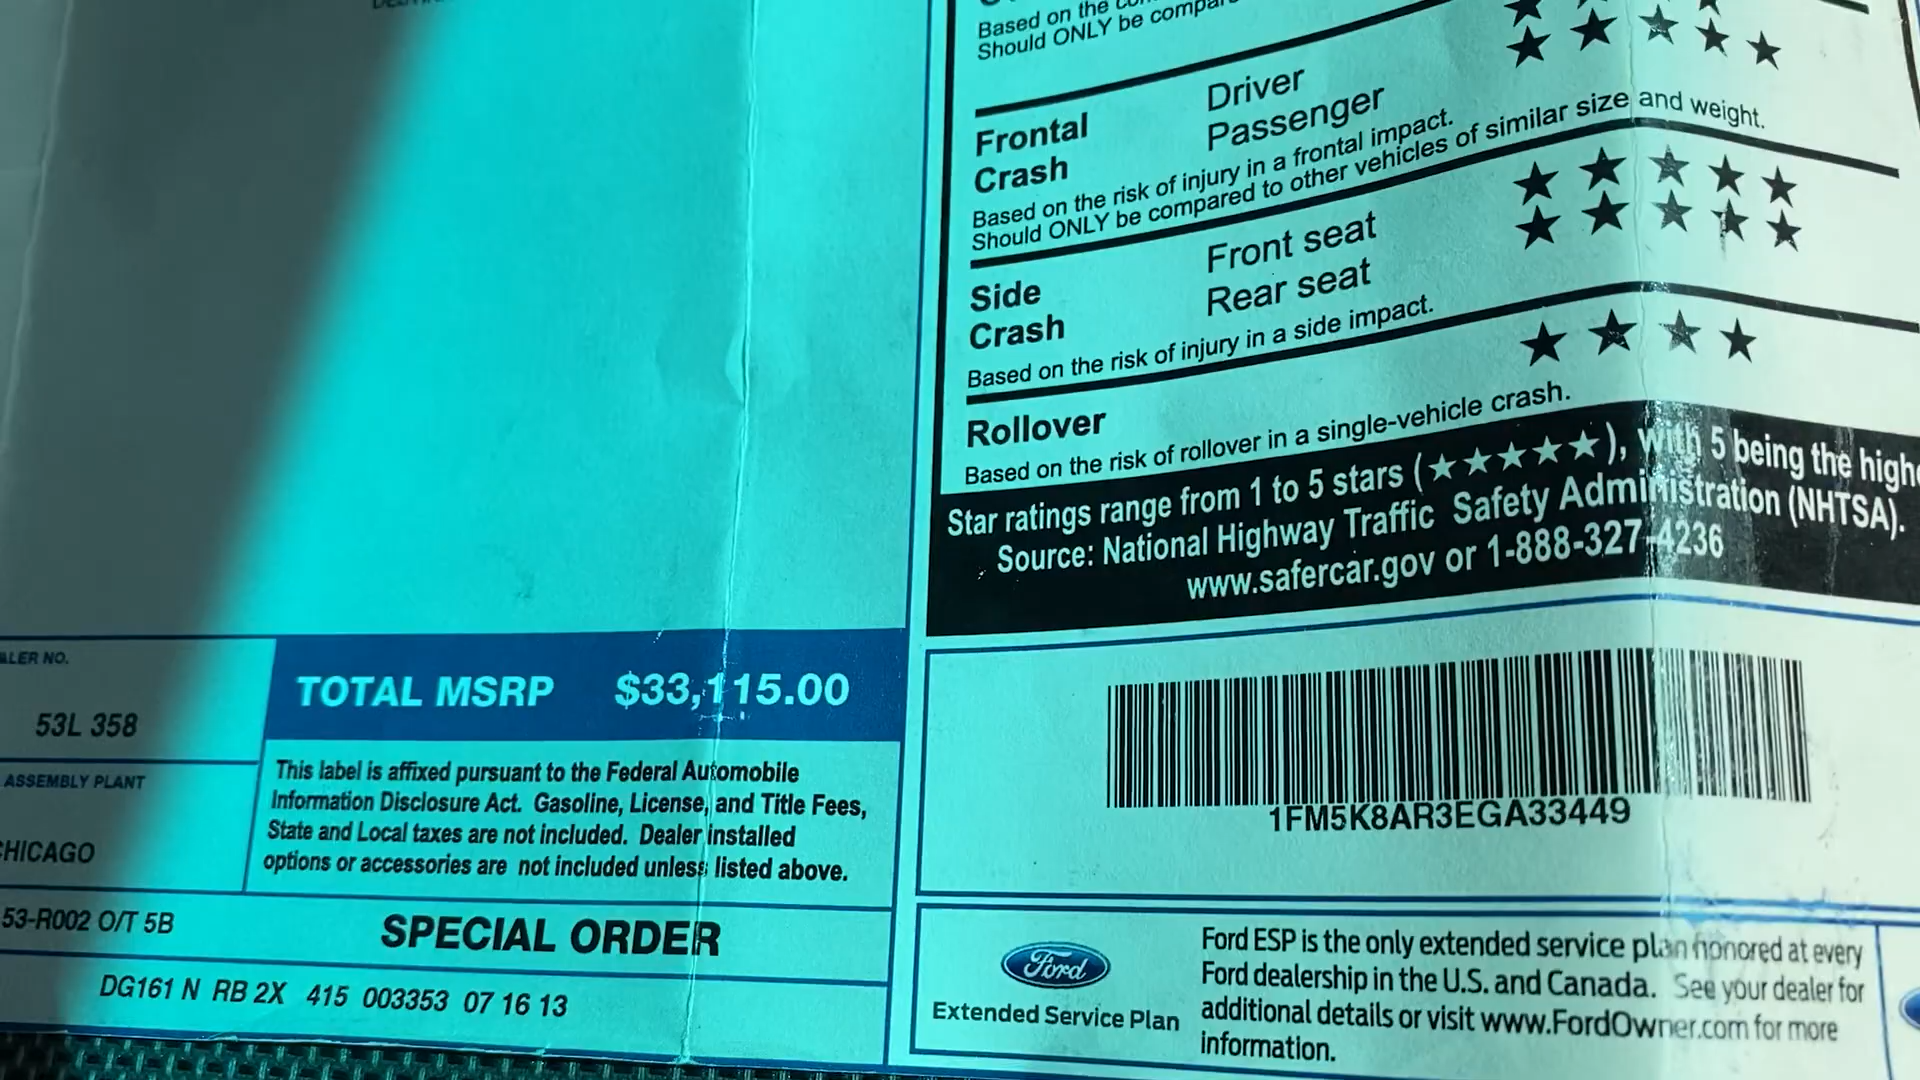 Based on the
Should ONLY be
Frontal
Crash
Driver
Passenger
★ ★ ★ ★ ★
Based on the risk of injury in a frontal impact.
Should ONLY be compared to other vehicles of similar size and weight.
Side
Crash
Front seat
Rear seat
★ ★ ★ ★ ★
★ ★ ★ ★ ★
Based on the risk of injury in a side impact.
Rollover
★ ★ ★ ★
Based on the risk of rollover in a single-vehicle crash.
Star ratings range from 1 to 5 stars (★★★★★), with 5 being the
Source: National Highway Traffic Safety Administration (NHTSA).
www.safercar.gov or 1-888-327-4236
NO.
53L 358
ASSEMBLY PLANT
HICAGO
TOTAL MSRP $33,115.00
This label is affixed pursuant to the Federal Automobile
Information Disclosure Act. Gasoline, License, and Title Fees,
State and Local taxes are not included. Dealer installed
options or accessories are not included unless listed above.
53-R002 O/T 5B
SPECIAL ORDER
DG161 N RB 2X 415 003353 07 16 13
1FM5K8AR3EGA33449
Ford
Extended Service Plan
Ford ESP is the only extended service plan honored at every
Ford dealership in the U.S. and Canada. See your dealer for
additional details or visit www.FordOwner.com for more
information.